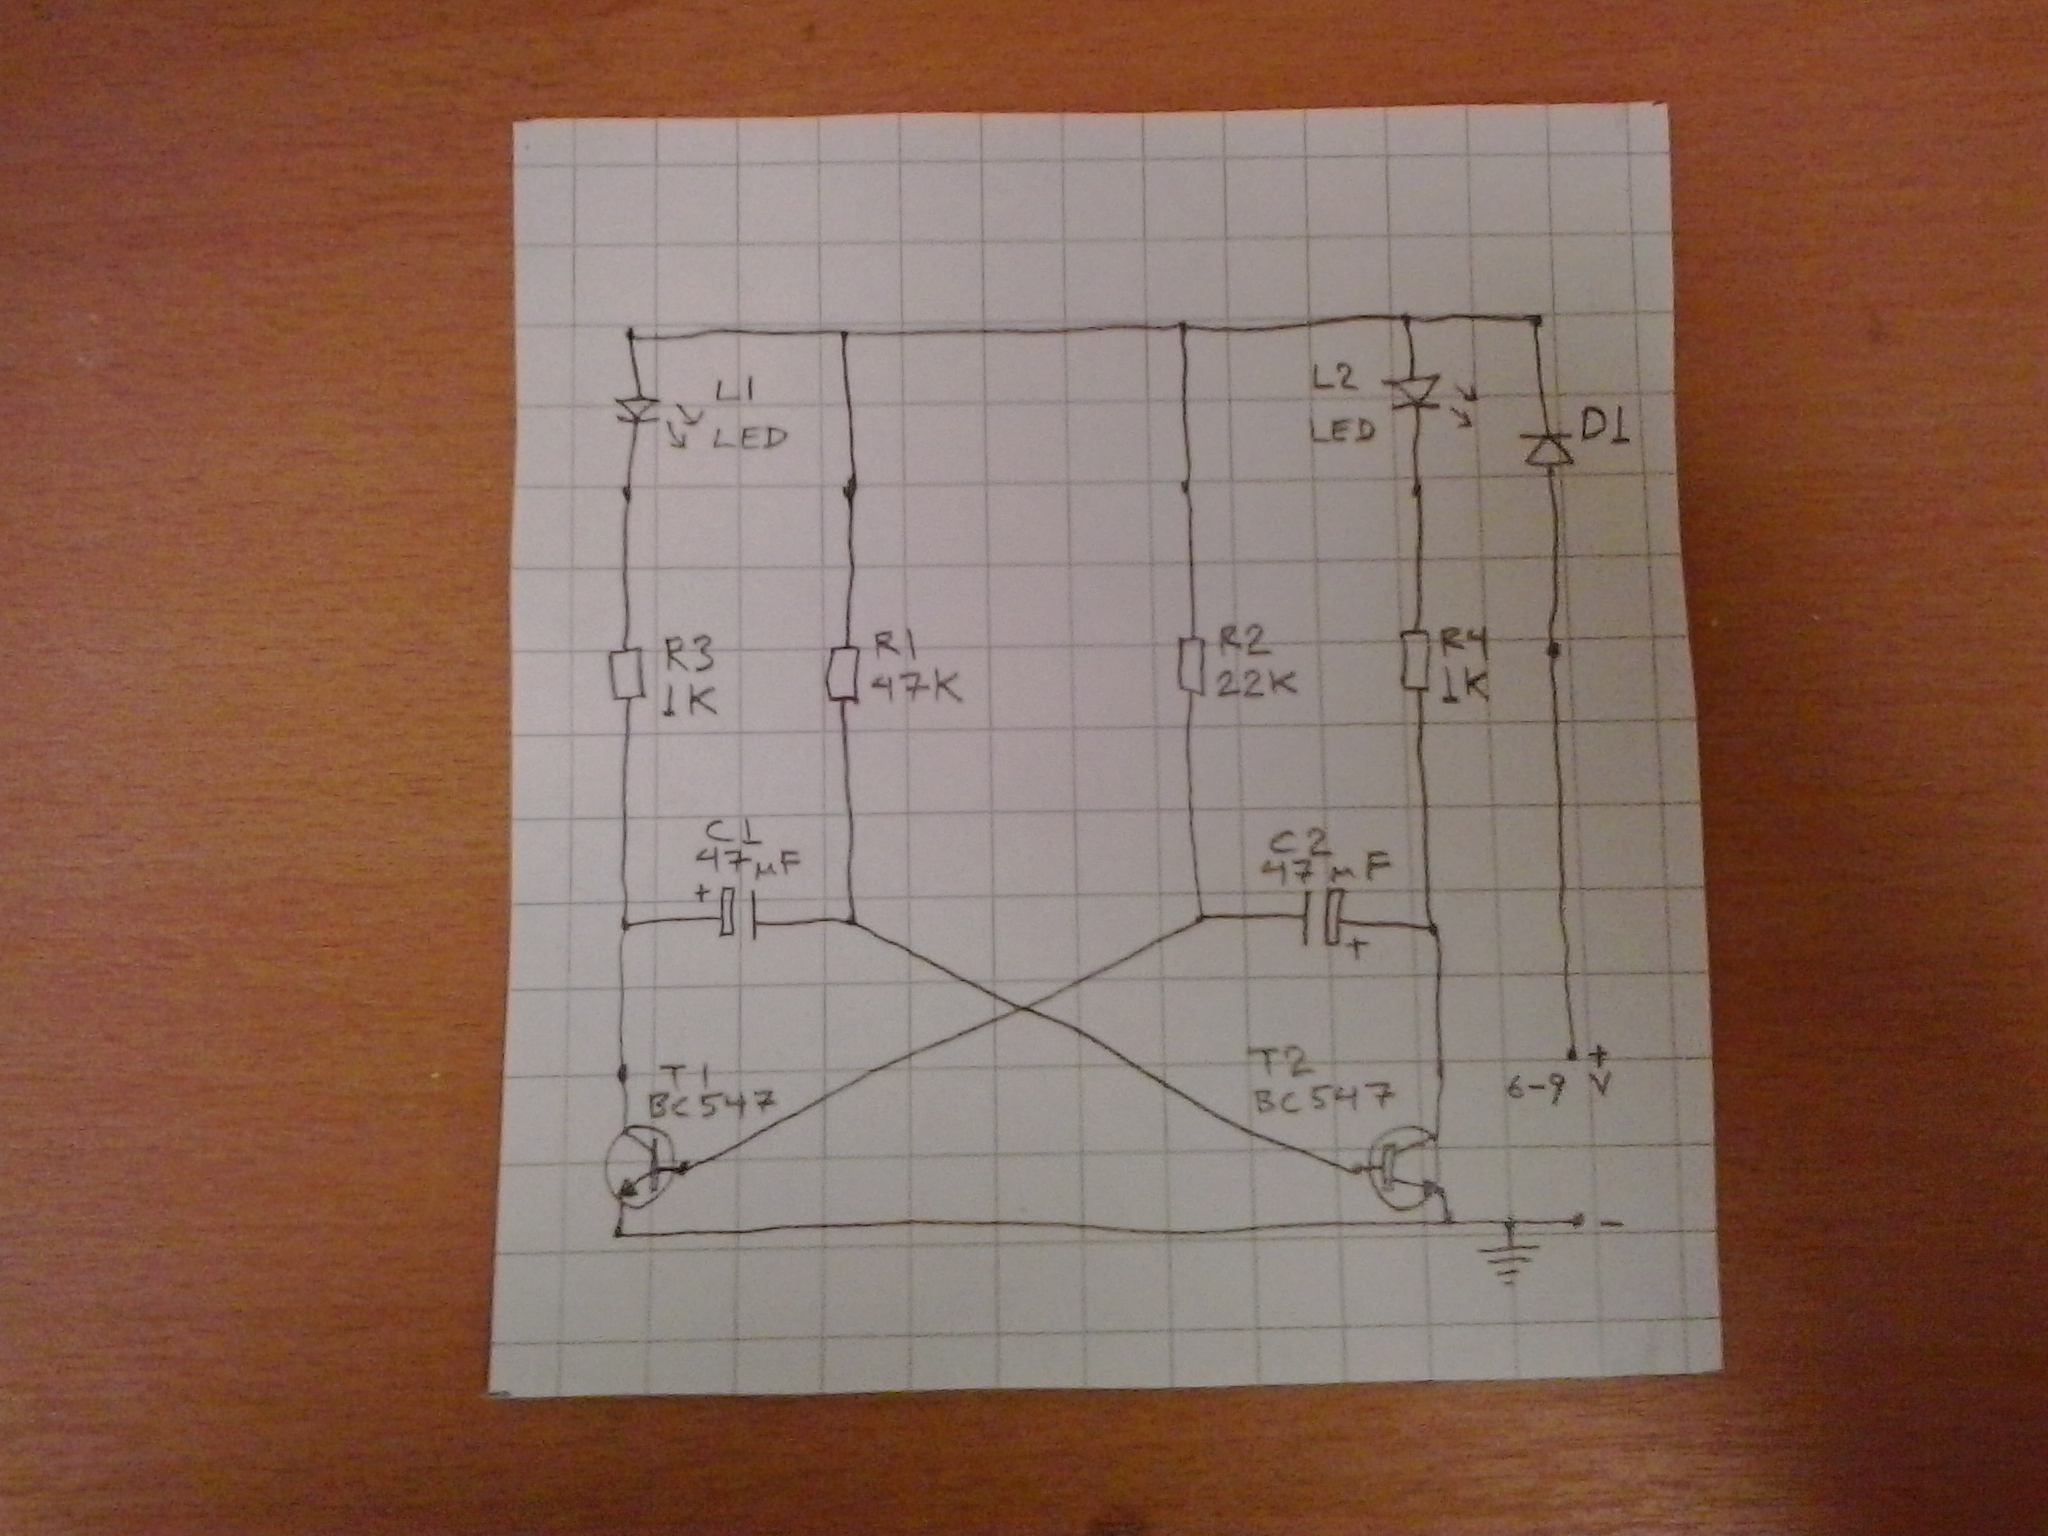 L1
LED
L2
LED
D1
R3
1K
R1
47K
R2
22K
R4
1K
C1
47μF
+
C2
47μF
+
T1
BC547
T2
BC547
+
6-9 V
-